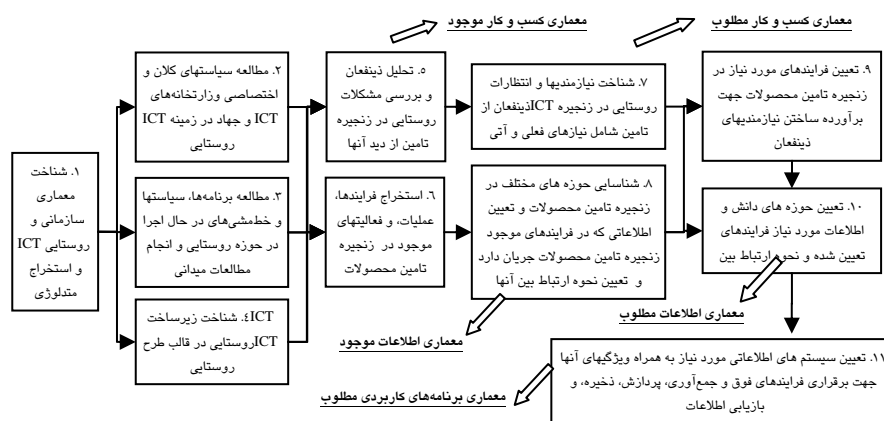 معماری کسب و کار موجود
معماری کسب و کار مطلوب
۱. شناخت
معماری
سازمانی و
روستایی ICT
و استخراج
متدلوژی
۲. مطالعه سیاستهای کلان و
اختصاصی وزارتخانه‌های
ICT و جهاد در زمینه ICT
روستایی
۳. مطالعه برنامه‌ها، سیاستها
و خط‌مشی‌های در حال اجرا
در حوزه روستایی و انجام
مطالعات میدانی
٤ICT. شناخت زیرساخت
ICTروستایی در قالب طرح
روستایی
۵. تحلیل ذینفعان
و بررسی مشکلات
روستایی در زنجیره
تامین از دید آنها
۶. استخراج فرایندها،
عملیات، و فعالیتهای
موجود در زنجیره
تامین محصولات
۷. شناخت نیازمندیها و انتظارات
روستایی در زنجیره ICTذینفعان از
تامین شامل نیازهای فعلی و آتی
۸. شناسایی حوزه های مختلف در
زنجیره تامین محصولات و تعیین
اطلاعاتی که در فرایندهای موجود
زنجیره تامین محصولات جریان دارد
و تعیین نحوه ارتباط بین آنها
۹. تعیین فرایندهای مورد نیاز در
زنجیره تامین محصولات جهت
برآورده ساختن نیازمندیهای
ذینفعان
۱۰. تعیین حوزه های دانش و
اطلاعات مورد نیاز فرایندهای
تعیین شده و نحوه ارتباط بین
معماری اطلاعات مطلوب
معماری اطلاعات موجود
۱۱. تعیین سیستم های اطلاعاتی مورد نیاز به همراه ویژگیهای آنها
جهت برقراری فرایندهای فوق و جمع‌آوری، پردازش، ذخیره، و
بازیابی اطلاعات
معماری برنامه‌های کاربردی مطلوب